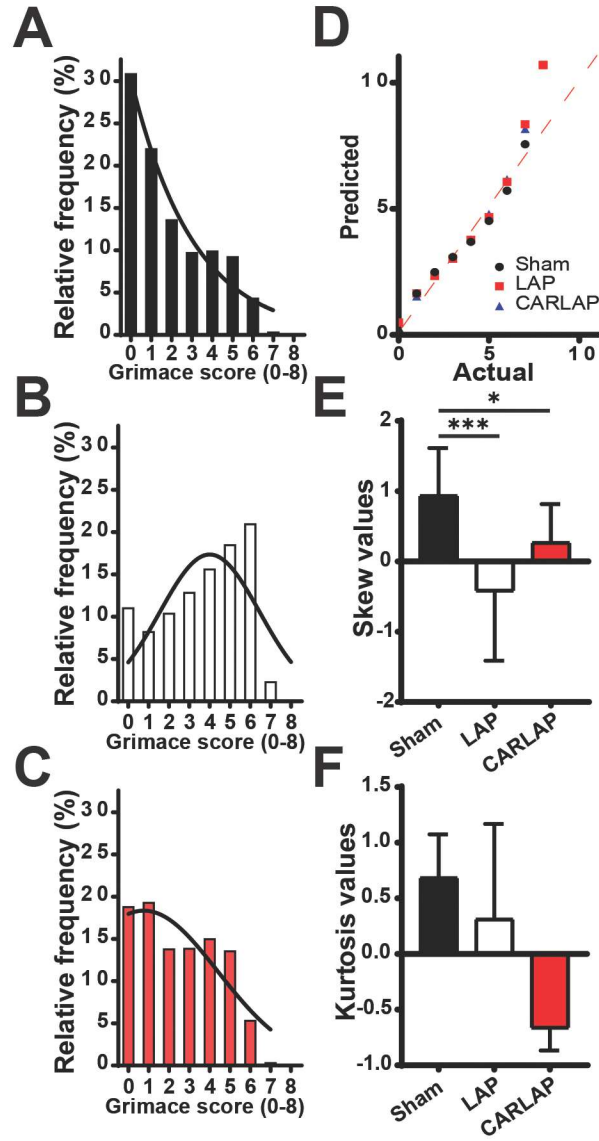 A
Relative frequency (%)
30
25
20
15
10
5
0
0 1 2 3 4 5 6 7 8
Grimace score (0-8)
B
Relative frequency (%)
30
25
20
15
10
5
0
0 1 2 3 4 5 6 7 8
Grimace score (0-8)
C
Relative frequency (%)
30
25
20
15
10
5
0
0 1 2 3 4 5 6 7 8
Grimace score (0-8)
D
Predicted
10
5
0
Sham
LAP
CARLAP
0 5 10
Actual
E
Skew values
2
1
0
-1
-2
*
***
Sham LAP CARLAP
F
Kurtosis values
1.5
1.0
0.5
0.0
-0.5
-1.0
Sham LAP CARLAP